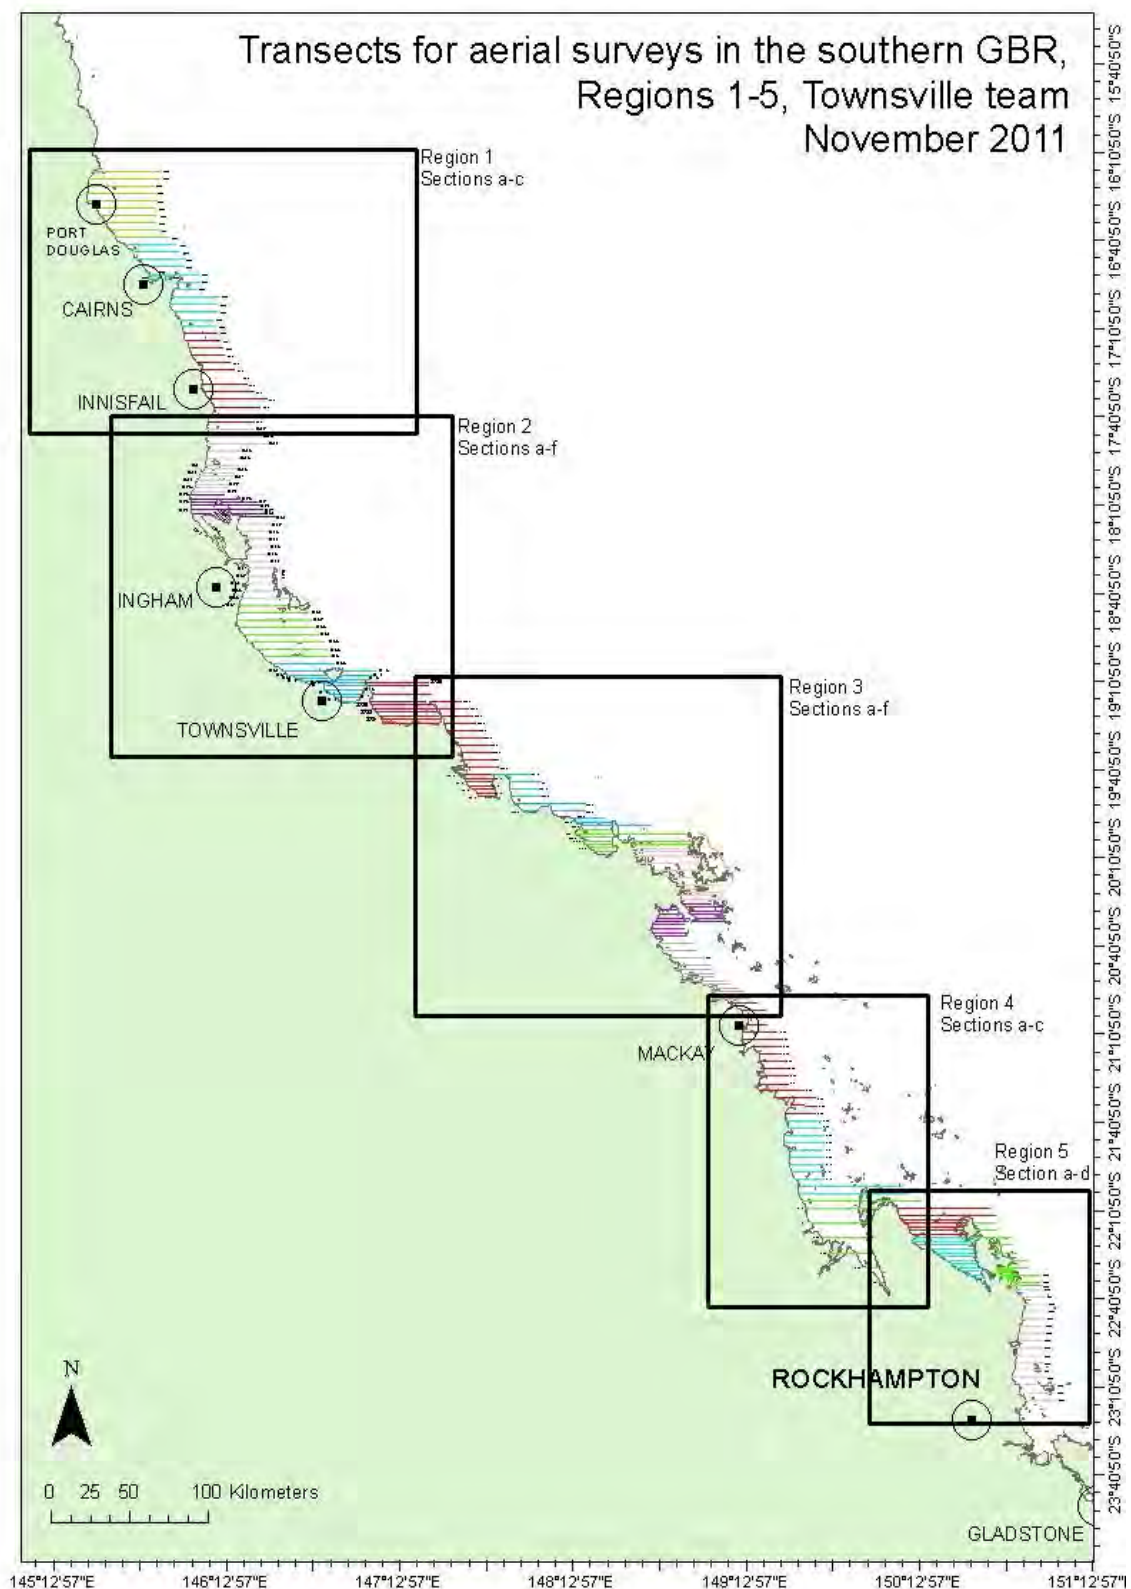 Transects for aerial surveys in the southern GBR,
Regions 1-5, Townsville team
November 2011
Region 1
Sections a-c
PORT
DOUGLAS
CAIRNS
INNISFAIL
Region 2
Sections a-f
INGHAM
TOWNSVILLE
Region 3
Sections a-f
Region 4
Sections a-c
MACKAY
Region 5
Section a-d
ROCKHAMPTON
N
0 25 50 100 Kilometers
GLADSTONE
15°40'50"S
16°10'50"S
16°40'50"S
17°10'50"S
17°40'50"S
18°10'50"S
18°40'50"S
19°10'50"S
19°40'50"S
20°10'50"S
20°40'50"S
21°10'50"S
21°40'50"S
22°10'50"S
22°40'50"S
23°10'50"S
23°40'50"S
145°12'57"E 146°12'57"E 147°12'57"E 148°12'57"E 149°12'57"E 150°12'57"E 151°12'57"E